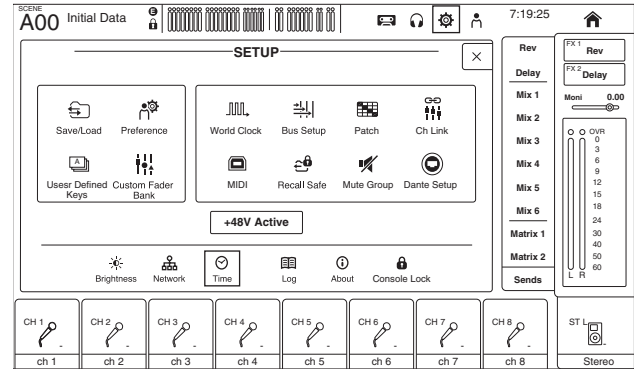 SCENE
A00 Initial Data
E
7:19:25
SETUP
×
Save/Load
Preference
Usesr Defined
Keys
Custom Fader
Bank
World Clock
Bus Setup
Patch
Ch Link
MIDI
Recall Safe
Mute Group
Dante Setup
+48V Active
Brightness
Network
Time
Log
About
Console Lock
Rev
Delay
Mix 1
Mix 2
Mix 3
Mix 4
Mix 5
Mix 6
Matrix 1
Matrix 2
Sends
FX 1
Rev
FX 2
Delay
Moni 0.00
OVR
0
3
6
9
12
15
18
24
30
40
50
60
L R
CH 1
CH 2
CH 3
CH 4
CH 5
CH 6
CH 7
CH 8
ST L
ch 1
ch 2
ch 3
ch 4
ch 5
ch 6
ch 7
ch 8
Stereo